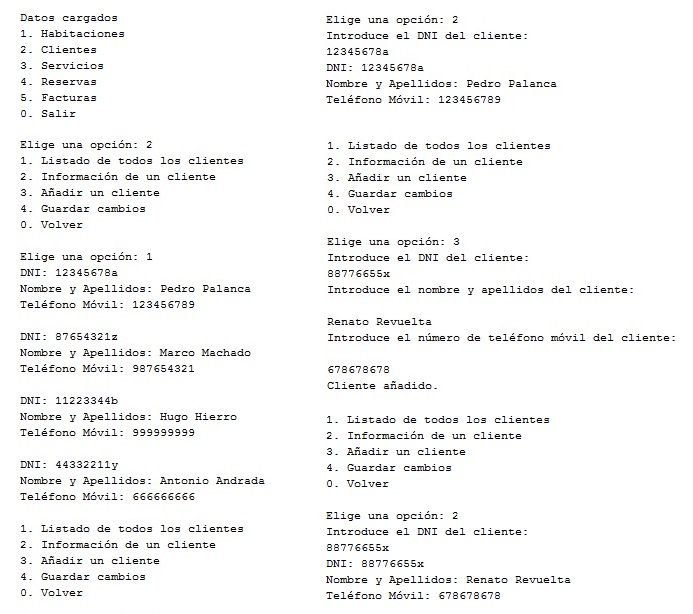 Datos cargados
1. Habitaciones
2. Clientes
3. Servicios
4. Reservas
5. Facturas
0. Salir
Elige una opción: 2
1. Listado de todos los clientes
2. Información de un cliente
3. Añadir un cliente
4. Guardar cambios
0. Volver
Elige una opción: 1
DNI: 12345678a
Nombre y Apellidos: Pedro Palanca
Teléfono Móvil: 123456789
DNI: 87654321z
Nombre y Apellidos: Marco Machado
Teléfono Móvil: 987654321
DNI: 11223344b
Nombre y Apellidos: Hugo Hierro
Teléfono Móvil: 999999999
DNI: 44332211y
Nombre y Apellidos: Antonio Andrada
Teléfono Móvil: 666666666
1. Listado de todos los clientes
2. Información de un cliente
3. Añadir un cliente
4. Guardar cambios
0. Volver
Elige una opción: 2
Introduce el DNI del cliente:
12345678a
DNI: 12345678a
Nombre y Apellidos: Pedro Palanca
Teléfono Móvil: 123456789
1. Listado de todos los clientes
2. Información de un cliente
3. Añadir un cliente
4. Guardar cambios
0. Volver
Elige una opción: 3
Introduce el DNI del cliente:
88776655x
Introduce el nombre y apellidos del cliente:
Renato Revuelta
Introduce el número de teléfono móvil del cliente:
678678678
Cliente añadido.
1. Listado de todos los clientes
2. Información de un cliente
3. Añadir un cliente
4. Guardar cambios
0. Volver
Elige una opción: 2
Introduce el DNI del cliente:
88776655x
DNI: 88776655x
Nombre y Apellidos: Renato Revuelta
Teléfono Móvil: 678678678